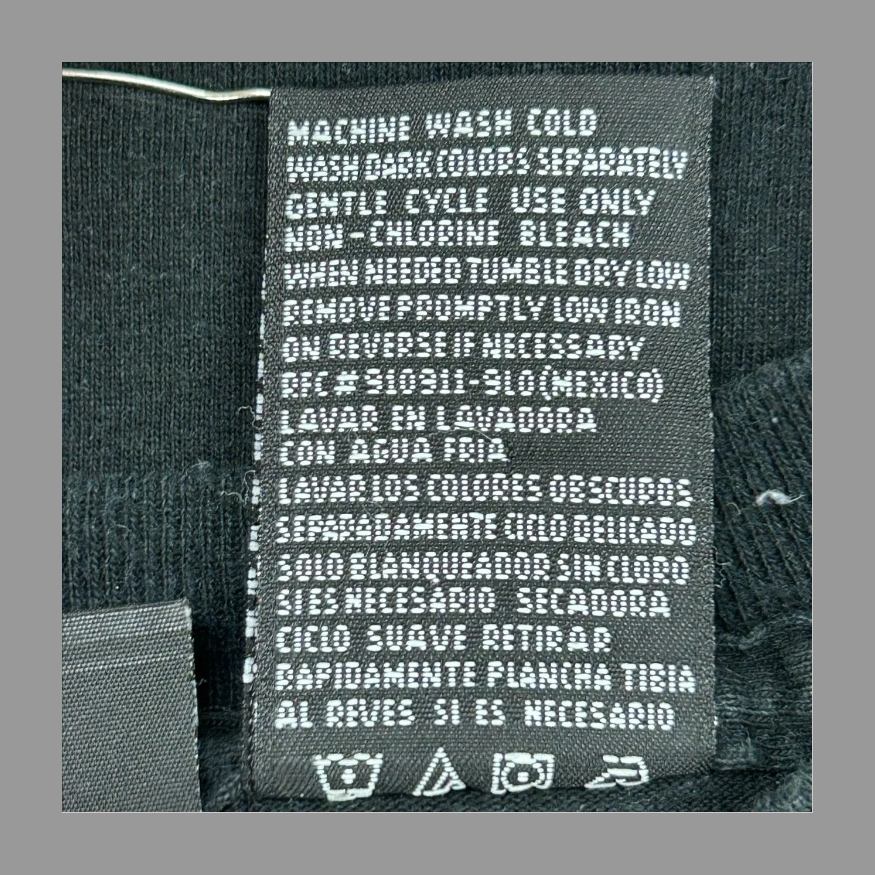 MACHINE WASH COLD
WASH DARK COLORS SEPARATELY
GENTLE CYCLE USE ONLY
NON-CHLORINE BLEACH
WHEN NEEDED TUMBLE DRY LOW
REMOVE PROMPTLY LOW IRON
ON REVERSE IF NECESSARY
RFC# 910911-9L0(MEXICO)
LAVAR EN LAVADORA
CON AGUA FRIA
LAVAR LOS COLORES OBSCUROS
SEPARADAMENTE CICLO DELICADO
SOLO BLANQUEADOR SIN CLORO
SI ES NECESARIO SECADORA
CICLO SUAVE RETIRAR
RAPIDAMENTE PLANCHA TIBIA
AL REVES SI ES NECESARIO